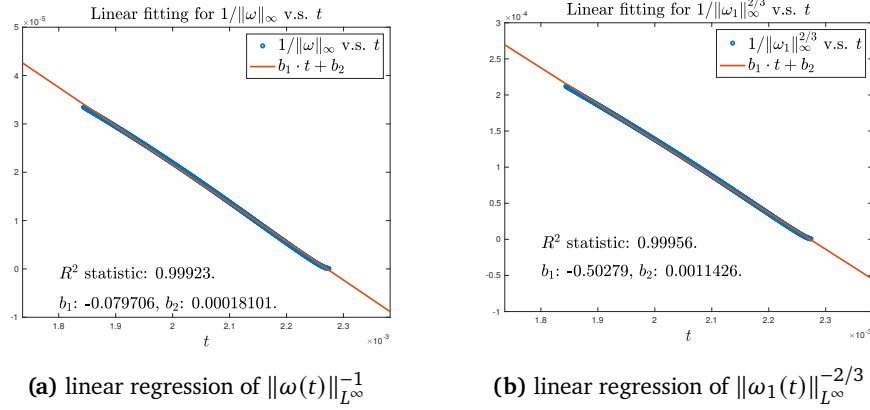 Linear fitting for 1/‖ω‖∞ v.s. t
×10⁻⁵
5
4
3
2
1
0
-1
1/‖ω‖∞ v.s. t
b₁ · t + b₂
R² statistic: 0.99923.
b₁: -0.079706, b₂: 0.00018101.
1.8 1.9 2 2.1 2.2 2.3
×10⁻³
t
(a) linear regression of ‖ω(t)‖_{L^∞}^{-1}
Linear fitting for 1/‖ω₁‖∞^{2/3} v.s. t
×10⁻⁴
3
2.5
2
1.5
1
0.5
0
-0.5
-1
1/‖ω₁‖∞^{2/3} v.s. t
b₁ · t + b₂
R² statistic: 0.99956.
b₁: -0.50279, b₂: 0.0011426.
1.8 1.9 2 2.1 2.2 2.3
×10⁻³
t
(b) linear regression of ‖ω₁(t)‖_{L^∞}^{-2/3}